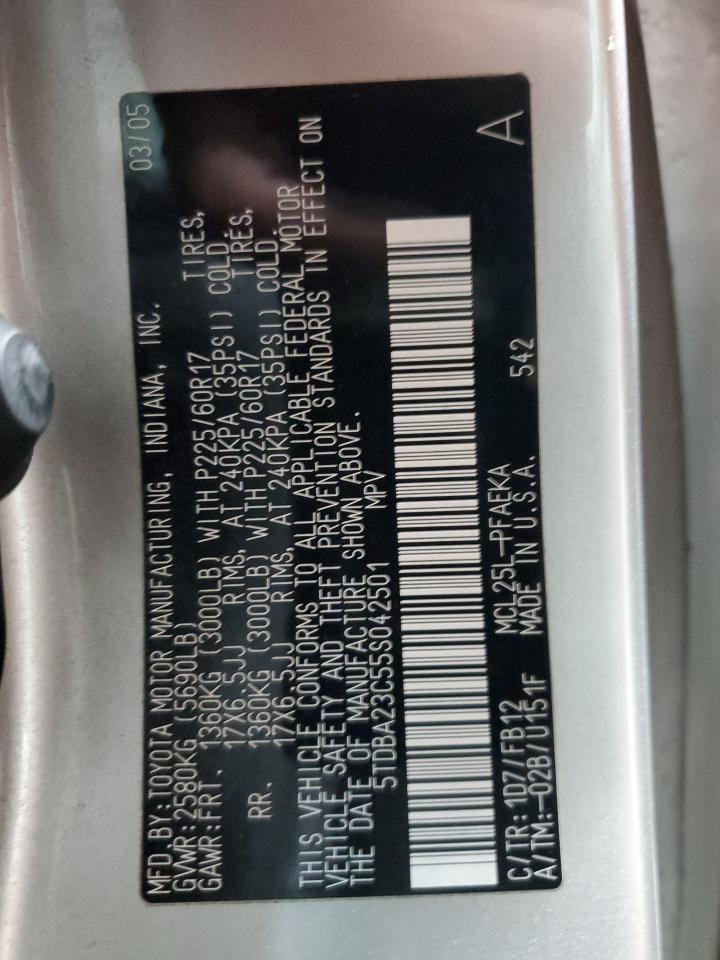 MFD.BY:TOYOTA MOTOR MANUFACTURING, INDIANA, INC. 03/05
GVWR:2580KG (5690LB)
GAWR:FRT. 1360KG (3000LB) WITH P225/60R17 TIRES,
17X6.5JJ RIMS, AT 240KPA (35PSI) COLD.
RR. 1360KG (3000LB) WITH P225/60R17 TIRES,
17X6.5JJ RIMS, AT 240KPA (35PSI) COLD.
THIS VEHICLE CONFORMS TO ALL APPLICABLE FEDERAL MOTOR
VEHICLE SAFETY AND THEFT PREVENTION STANDARDS IN EFFECT ON
THE DATE OF MANUFACTURE SHOWN ABOVE.
5TDBA23C55S042501 MPV
A
C/TR:1D7/FB12 MCL25L-PFAEKA 542
A/TM:-02B/U151F MADE IN U.S.A.